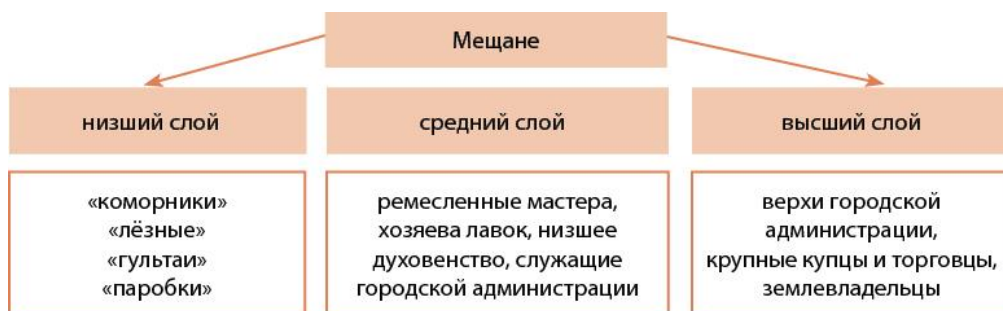 Мещане
низший слой
средний слой
высший слой
«коморники»
«лёзные»
«гультаи»
«паробки»
ремесленные мастера,
хозяева лавок, низшее
духовенство, служащие
городской администрации
верхи городской
администрации,
крупные купцы и торговцы,
землевладельцы